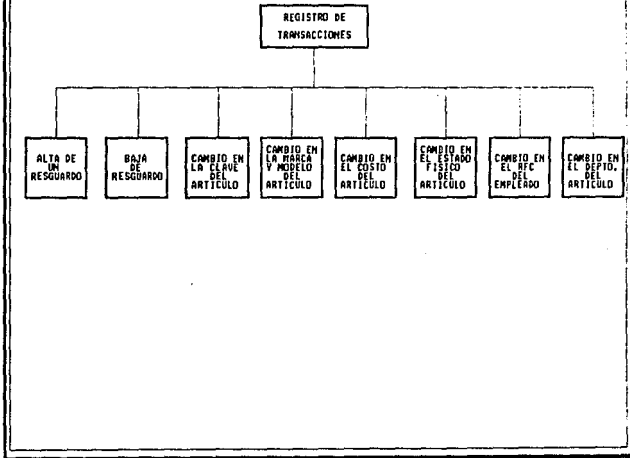 REGISTRO DE
TRANSACCIONES
ALTA DE
UN
RESGUARDO
BAJA
DE
RESGUARDO
CAMBIO EN
LA CLAVE
DEL
ARTICULO
CAMBIO EN
LA MARCA
Y MODELO
DEL
ARTICULO
CAMBIO EN
EL COSTO
DEL
ARTICULO
CAMBIO EN
EL ESTADO
FISICO
DEL
ARTICULO
CAMBIO EN
EL RFC
DEL
EMPLEADO
CAMBIO EN
EL DEPTO.
DEL
ARTICULO